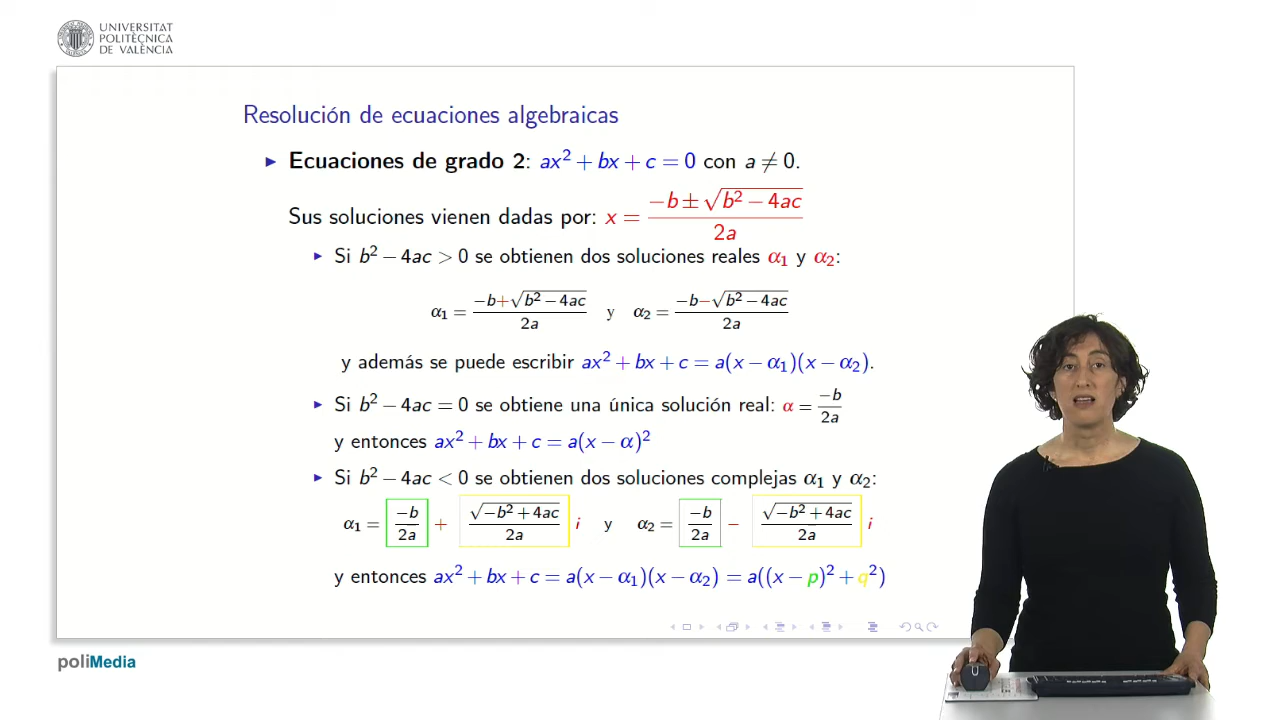 UNIVERSITAT
POLITÈCNICA
DE VALÈNCIA
Resolución de ecuaciones algebraicas
▶ Ecuaciones de grado 2: ax² + bx + c = 0 con a ≠ 0.
Sus soluciones vienen dadas por: x = (−b ± √(b² − 4ac)) / 2a
▶ Si b² − 4ac > 0 se obtienen dos soluciones reales α₁ y α₂:
α₁ = (−b+√(b² − 4ac)) / 2a y α₂ = (−b−√(b² − 4ac)) / 2a
y además se puede escribir ax² + bx + c = a(x − α₁)(x − α₂).
▶ Si b² − 4ac = 0 se obtiene una única solución real: α = −b / 2a
y entonces ax² + bx + c = a(x − α)²
▶ Si b² − 4ac < 0 se obtienen dos soluciones complejas α₁ y α₂:
α₁ = −b / 2a + √(−b² + 4ac) / 2a i y α₂ = −b / 2a − √(−b² + 4ac) / 2a i
y entonces ax² + bx + c = a(x − α₁)(x − α₂) = a((x − p)² + q²)
poliMedia